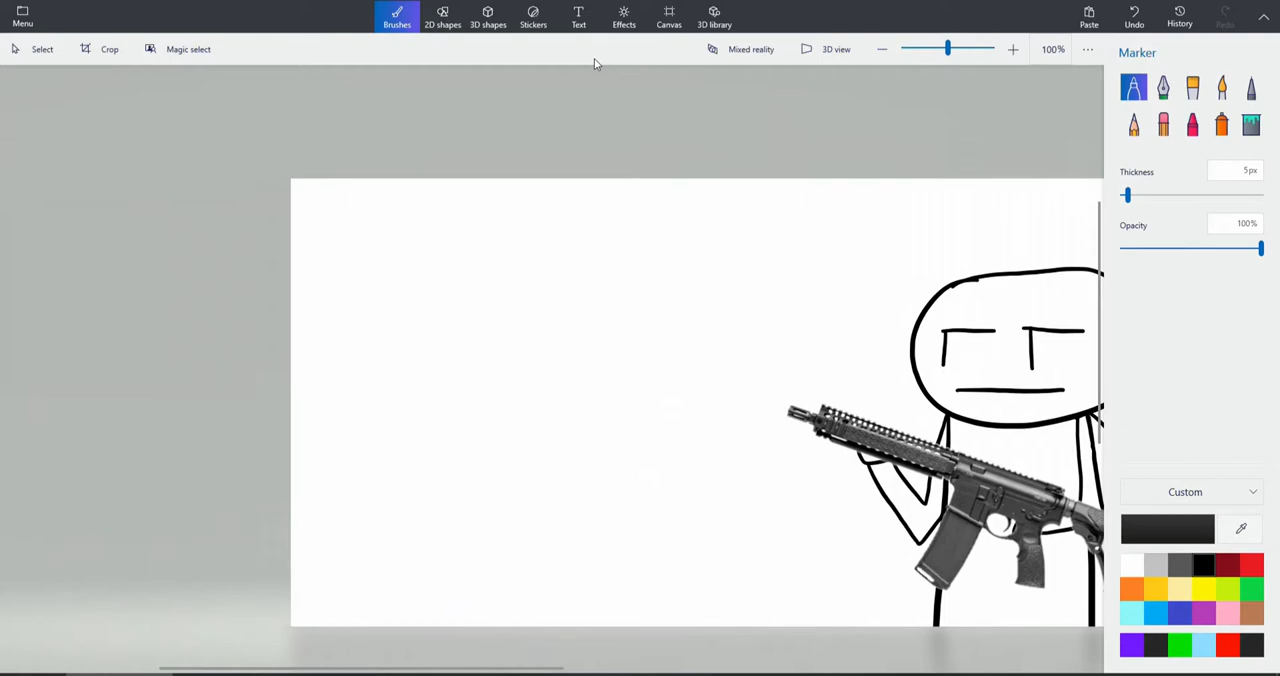 Menu
Brushes
2D shapes
3D shapes
Stickers
Text
Effects
Canvas
3D library
Paste
Undo
History
Redo
Select
Crop
Magic select
Mixed reality
3D view
100%
Marker
Thickness
5px
Opacity
100%
Custom